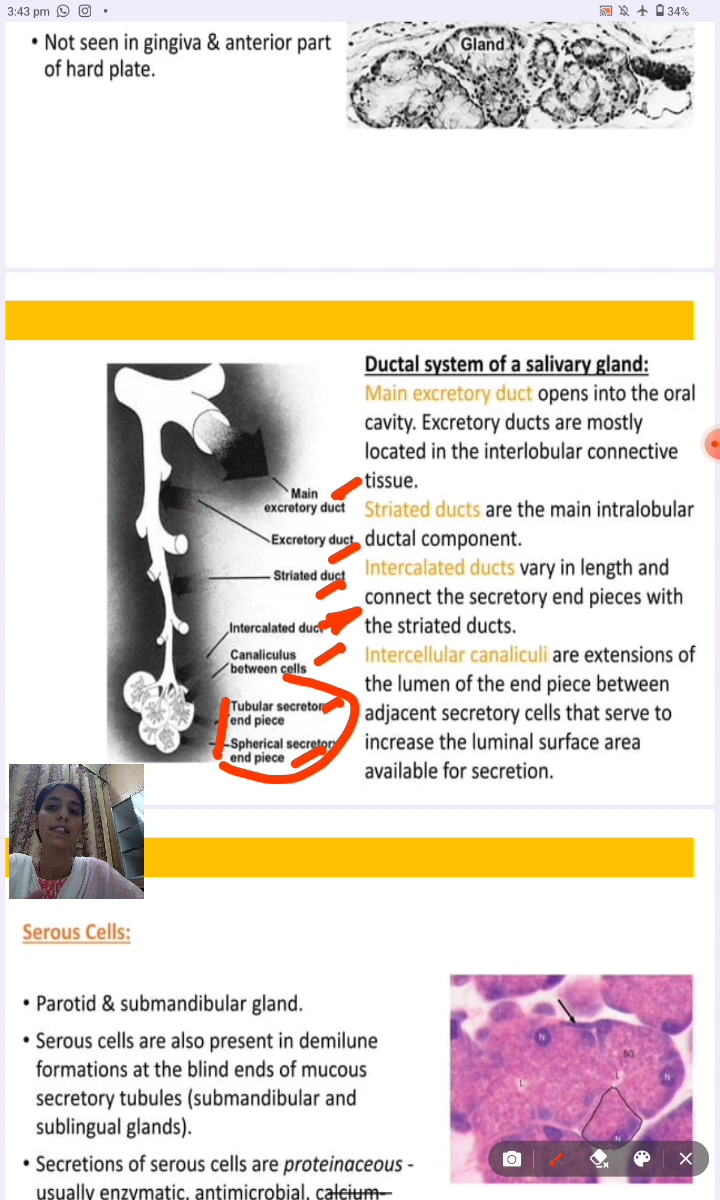 3:43 pm
34%
• Not seen in gingiva & anterior part
of hard plate.
Gland
Ductal system of a salivary gland:
Main excretory duct opens into the oral
cavity. Excretory ducts are mostly
located in the interlobular connective
tissue.
Striated ducts are the main intralobular
ductal component.
Intercalated ducts vary in length and
connect the secretory end pieces with
the striated ducts.
Intercellular canaliculi are extensions of
the lumen of the end piece between
adjacent secretory cells that serve to
increase the luminal surface area
available for secretion.
Main
excretory duct
Excretory duct
Striated duct
Intercalated duct
Canaliculus
between cells
Tubular secretory
end piece
Spherical secretory
end piece
Serous Cells:
• Parotid & submandibular gland.
• Serous cells are also present in demilune
formations at the blind ends of mucous
secretory tubules (submandibular and
sublingual glands).
• Secretions of serous cells are proteinaceous -
usually enzymatic, antimicrobial, calcium-
N
SG
L
L
N
N